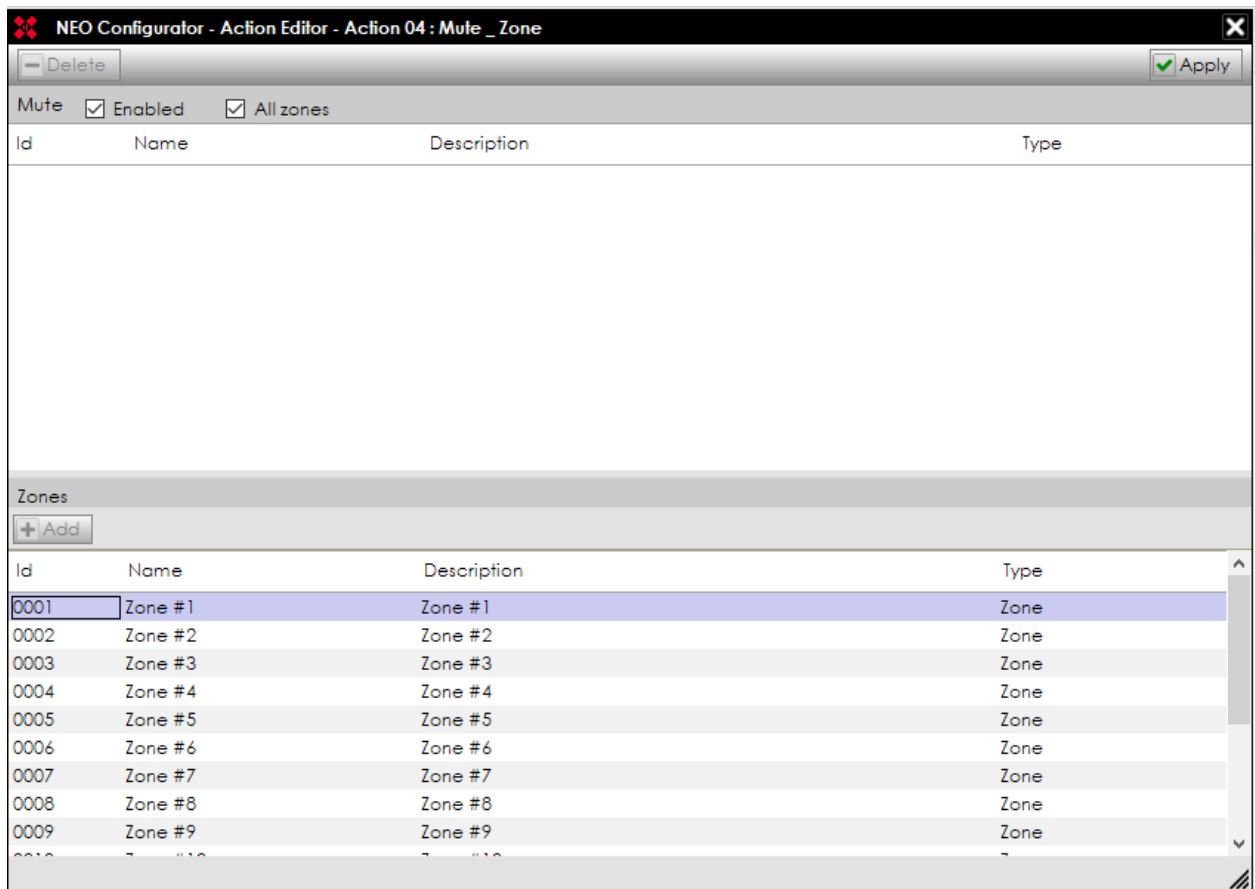 NEO Configurator - Action Editor - Action 04 : Mute _ Zone
Delete Apply
Mute Enabled All zones
Id Name Description Type
Zones
Add
Id Name Description Type
0001 Zone #1 Zone #1 Zone
0002 Zone #2 Zone #2 Zone
0003 Zone #3 Zone #3 Zone
0004 Zone #4 Zone #4 Zone
0005 Zone #5 Zone #5 Zone
0006 Zone #6 Zone #6 Zone
0007 Zone #7 Zone #7 Zone
0008 Zone #8 Zone #8 Zone
0009 Zone #9 Zone #9 Zone